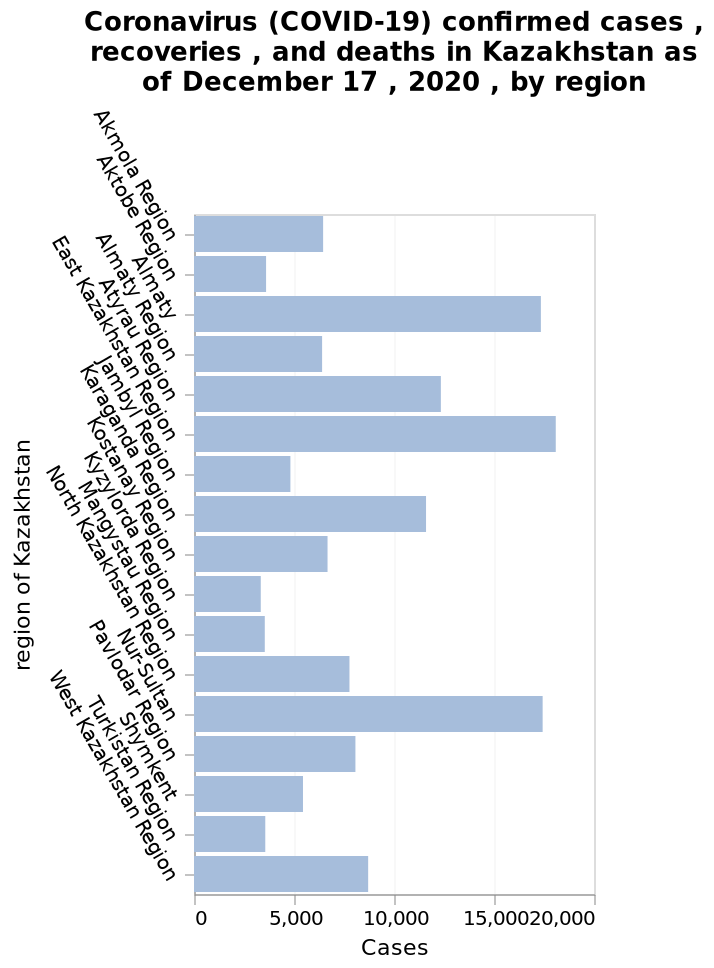 Coronavirus (COVID-19) confirmed cases ,
recoveries , and deaths in Kazakhstan as
of December 17 , 2020 , by region
Akmola Region
Aktobe Region
Almaty
Almaty Region
Atyrau Region
East Kazakhstan Region
Jambyl Region
Karaganda Region
Kostanay Region
Kyzylorda Region
Mangystau Region
North Kazakhstan Region
Nur-Sultan
Pavlodar Region
Shymkent
Turkistan Region
West Kazakhstan Region
region of Kazakhstan
0 5,000 10,000 15,000 20,000
Cases